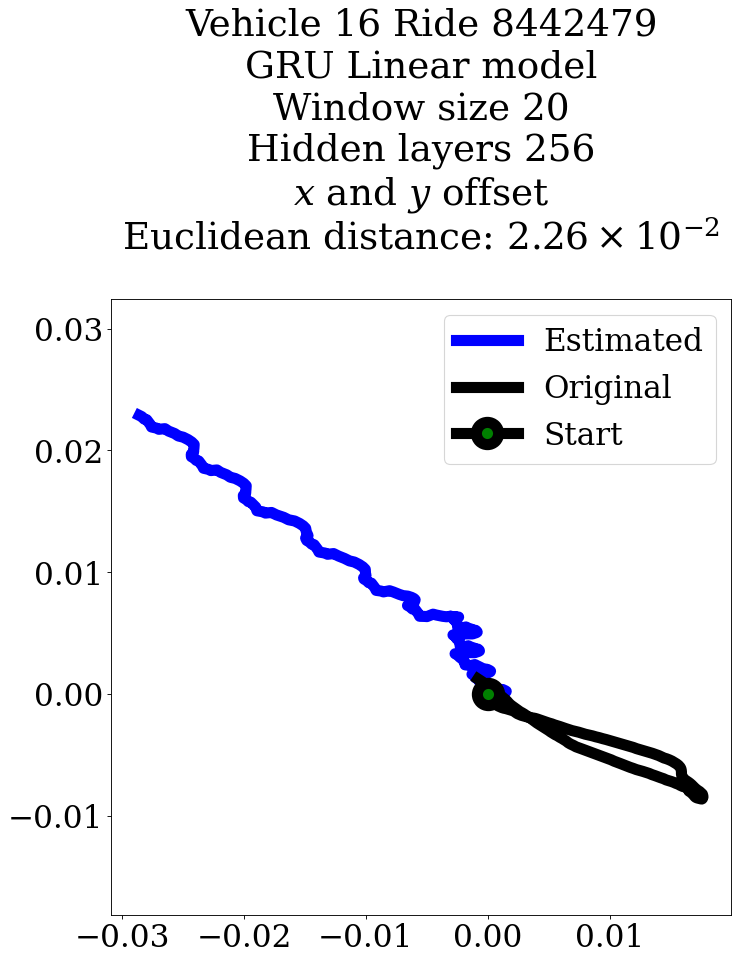 Vehicle 16 Ride 8442479
GRU Linear model
Window size 20
Hidden layers 256
x and y offset
Euclidean distance: 2.26 × 10⁻²
Estimated
Original
Start
0.03
0.02
0.01
0.00
−0.01
−0.03
−0.02
−0.01
0.00
0.01